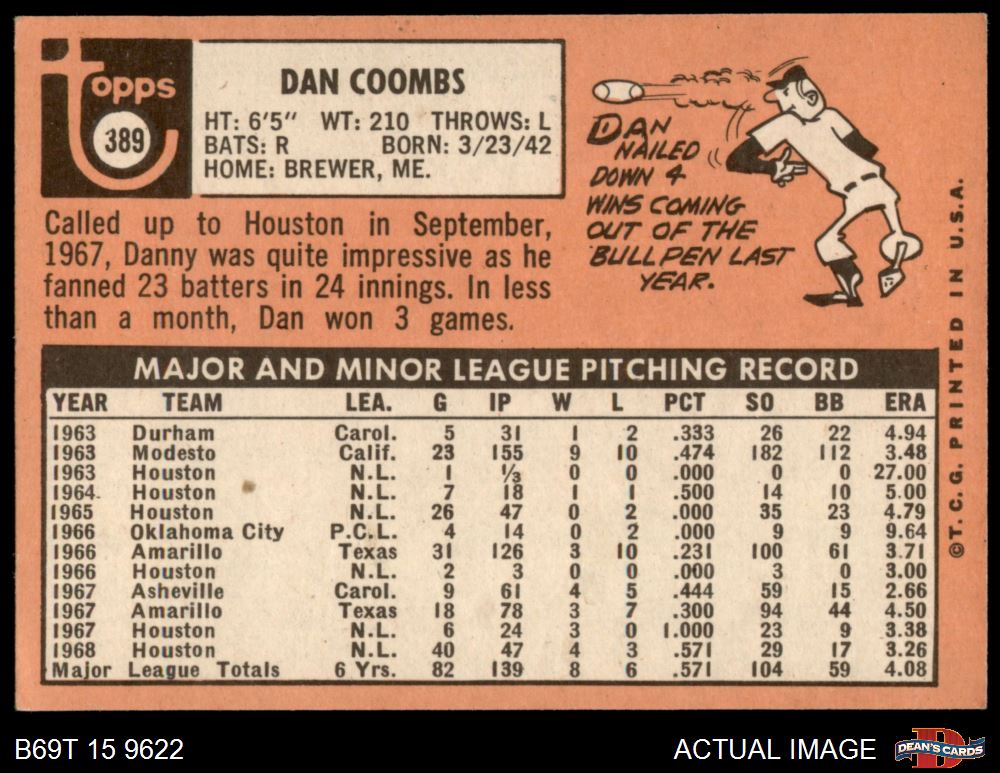 Topps
389
DAN COOMBS
HT: 6'5" WT: 210 THROWS: L
BATS: R BORN: 3/23/42
HOME: BREWER, ME.
Called up to Houston in September,
1967, Danny was quite impressive as he
fanned 23 batters in 24 innings. In less
than a month, Dan won 3 games.
DAN
NAILED
DOWN 4
WINS COMING
OUT OF THE
BULLPEN LAST
YEAR.
©T.C.G. PRINTED IN U.S.A.
MAJOR AND MINOR LEAGUE PITCHING RECORD
YEAR TEAM LEA. G IP W L PCT SO BB ERA
1963 Durham Carol. 5 31 1 2 .333 26 22 4.94
1963 Modesto Calif. 23 155 9 10 .474 182 112 3.48
1963 Houston N.L. 1 ⅓ 0 0 .000 0 0 27.00
1964 Houston N.L. 7 18 1 1 .500 14 10 5.00
1965 Houston N.L. 26 47 0 2 .000 35 23 4.79
1966 Oklahoma City P.C.L. 4 14 0 2 .000 9 9 9.64
1966 Amarillo Texas 31 126 3 10 .231 100 61 3.71
1966 Houston N.L. 2 3 0 0 .000 3 0 3.00
1967 Asheville Carol. 9 61 4 5 .444 59 15 2.66
1967 Amarillo Texas 18 78 3 7 .300 94 44 4.50
1967 Houston N.L. 6 24 3 0 1.000 23 9 3.38
1968 Houston N.L. 40 47 4 3 .571 29 17 3.26
Major League Totals 6 Yrs. 82 139 8 6 .571 104 59 4.08
B69T 15 9622
ACTUAL IMAGE
D
DEAN'S CARDS